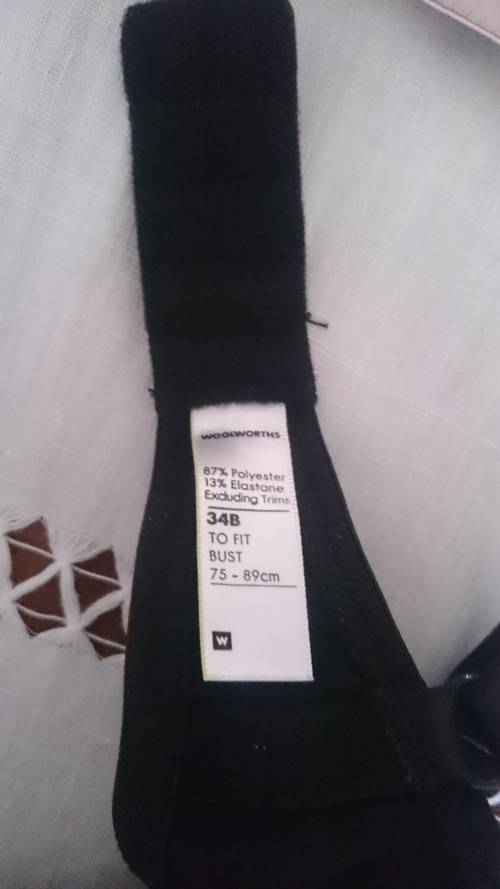 WOOLWORTHS
87% Polyester
13% Elastane
Excluding Trims
34B
TO FIT
BUST
75 - 89cm
W